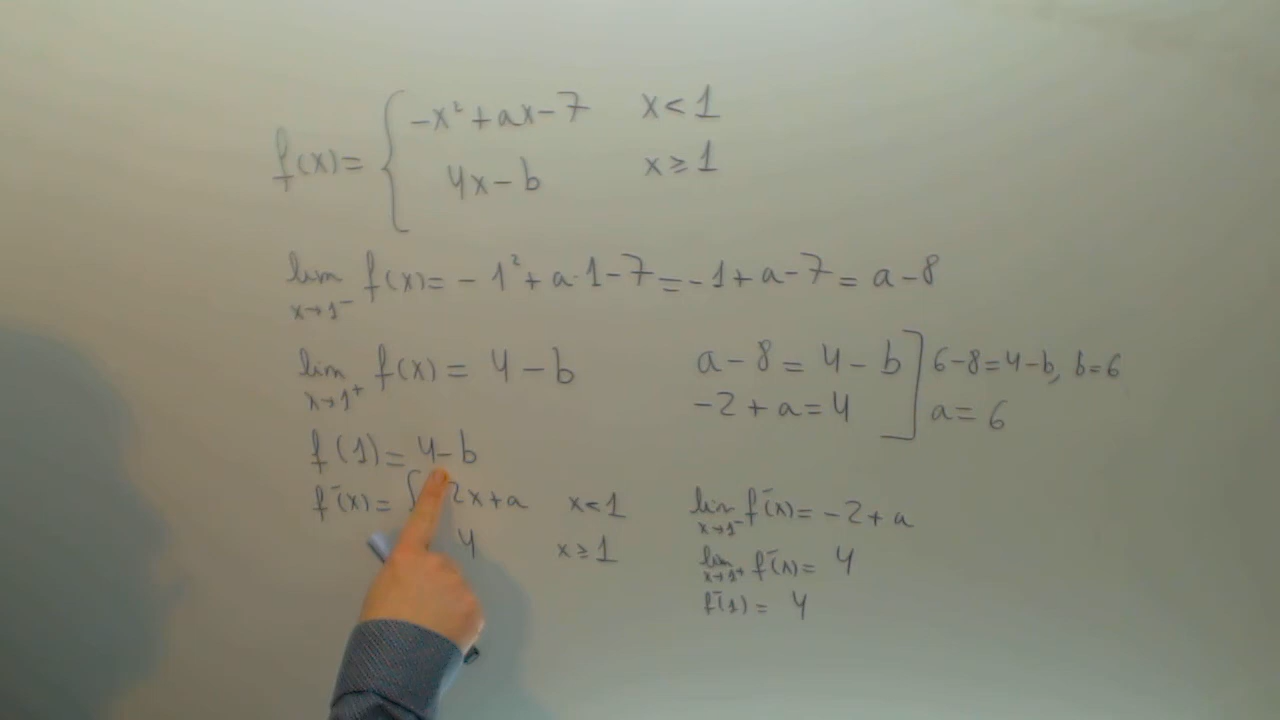 f(x) = { -x² + ax - 7 x < 1
4x - b x ≥ 1
lim f(x) = - 1² + a·1 - 7 = - 1 + a - 7 = a - 8
x→1⁻
lim f(x) = 4 - b
x→1⁺
a - 8 = 4 - b ] 6 - 8 = 4 - b, b = 6
-2 + a = 4 a = 6
f(1) = 4 - b
f'(x) = { 2x + a x < 1
4 x ≥ 1
lim f'(x) = - 2 + a
x→1⁻
lim f'(x) = 4
x→1⁺
f'(1) = 4